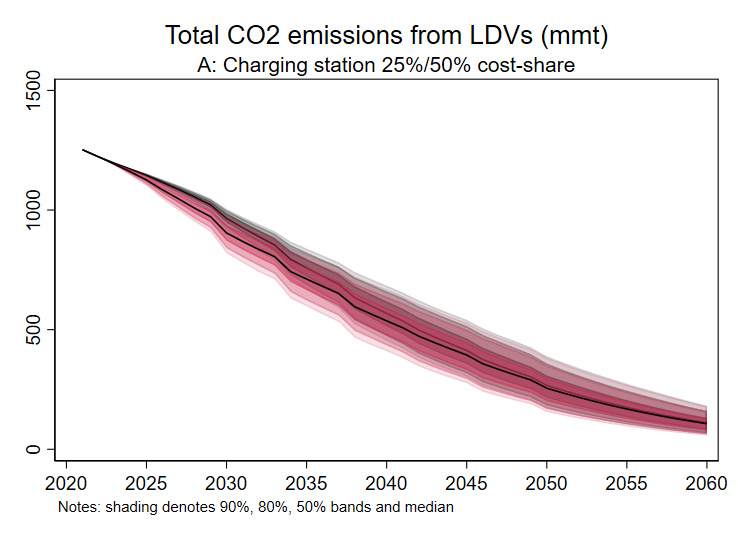 Total CO2 emissions from LDVs (mmt)
A: Charging station 25%/50% cost-share
1500
1000
500
0
2020 2025 2030 2035 2040 2045 2050 2055 2060
Notes: shading denotes 90%, 80%, 50% bands and median